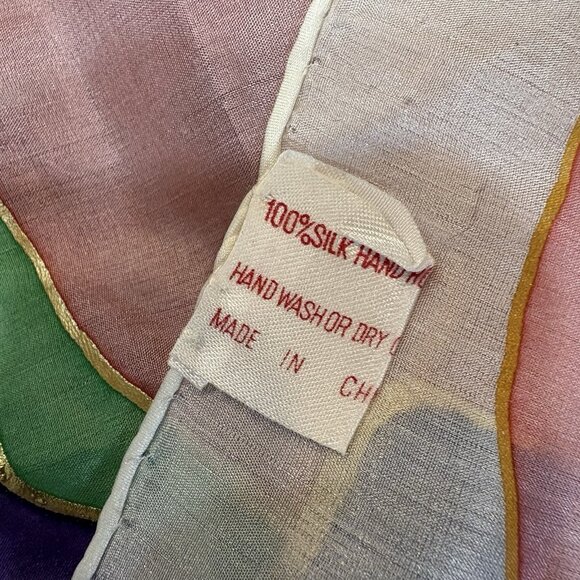 100% SILK HAND
HAND WASH OR DRY
MADE IN CH